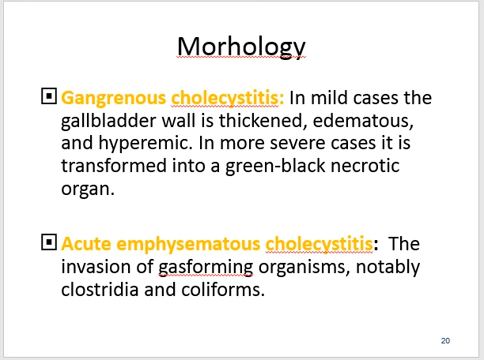 Morhology
Gangrenous cholecystitis: In mild cases the
gallbladder wall is thickened, edematous,
and hyperemic. In more severe cases it is
transformed into a green-black necrotic
organ.
Acute emphysematous cholecystitis: The
invasion of gasforming organisms, notably
clostridia and coliforms.
20